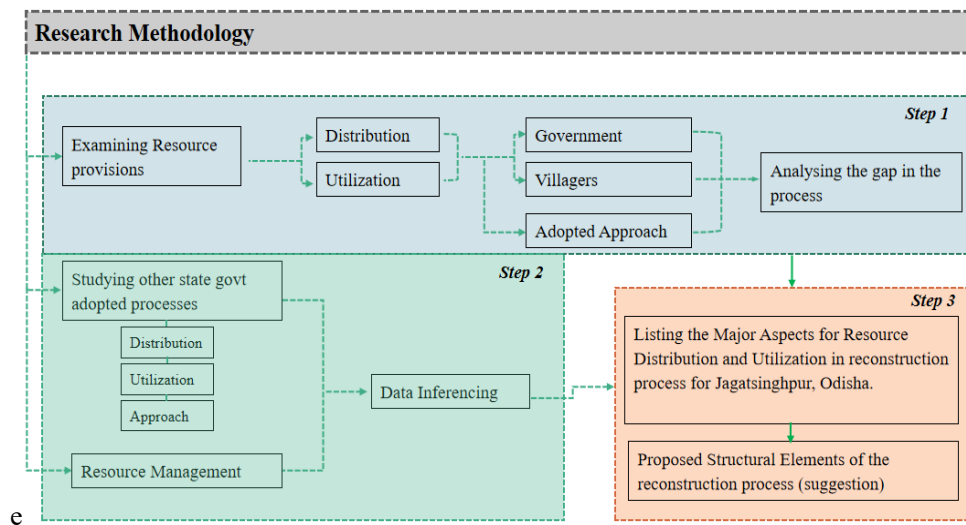 Research Methodology
Step 1
Examining Resource
provisions
Distribution
Utilization
Government
Villagers
Adopted Approach
Analysing the gap in the
process
Step 2
Studying other state govt
adopted processes
Distribution
Utilization
Approach
Resource Management
Data Inferencing
Step 3
Listing the Major Aspects for Resource
Distribution and Utilization in reconstruction
process for Jagatsinghpur, Odisha.
Proposed Structural Elements of the
reconstruction process (suggestion)
e